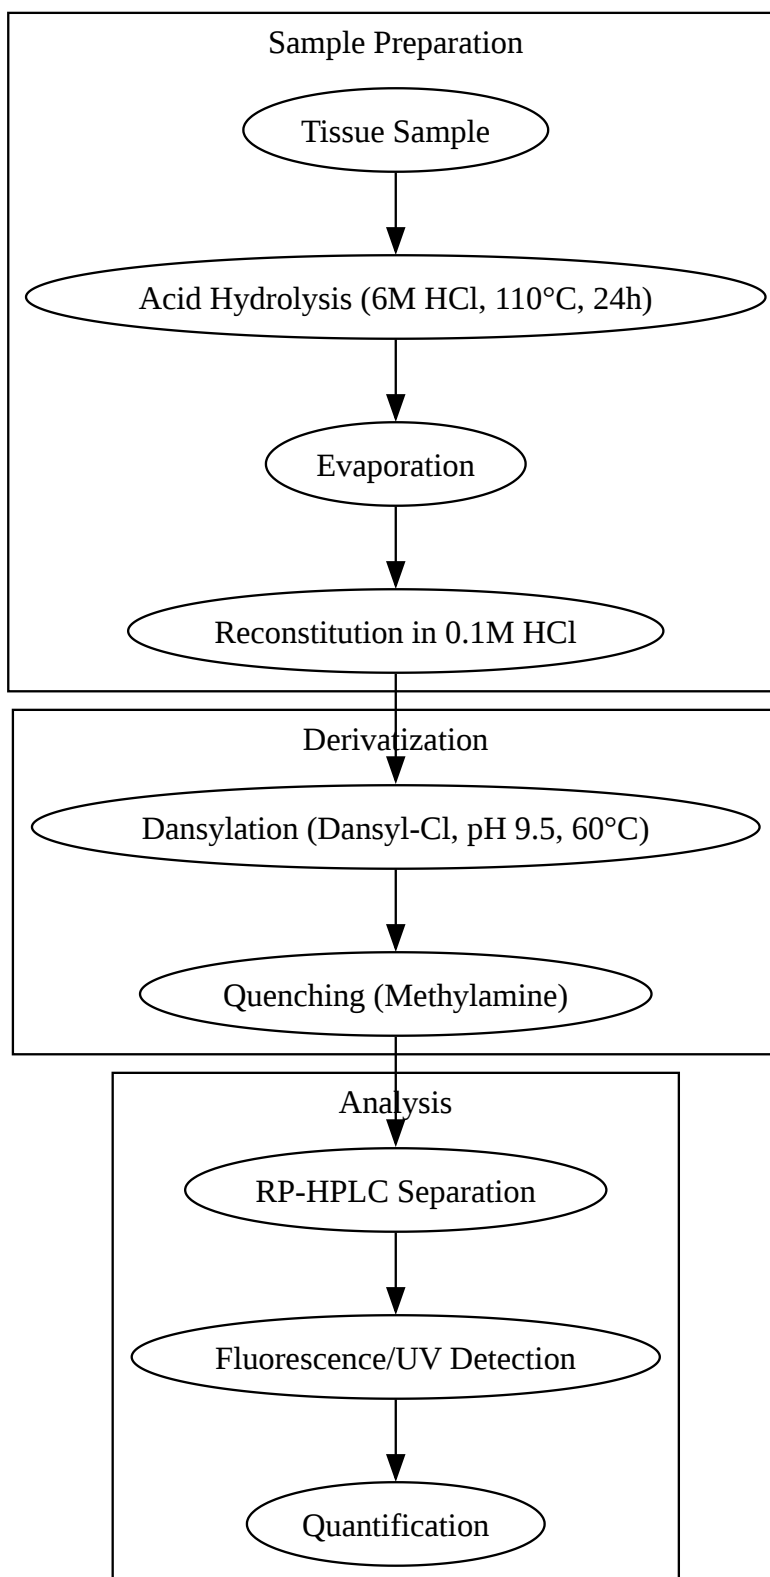 Sample Preparation
Tissue Sample
Acid Hydrolysis (6M HCl, 110°C, 24h)
Evaporation
Reconstitution in 0.1M HCl
Derivatization
Dansylation (Dansyl-Cl, pH 9.5, 60°C)
Quenching (Methylamine)
Analysis
RP-HPLC Separation
Fluorescence/UV Detection
Quantification